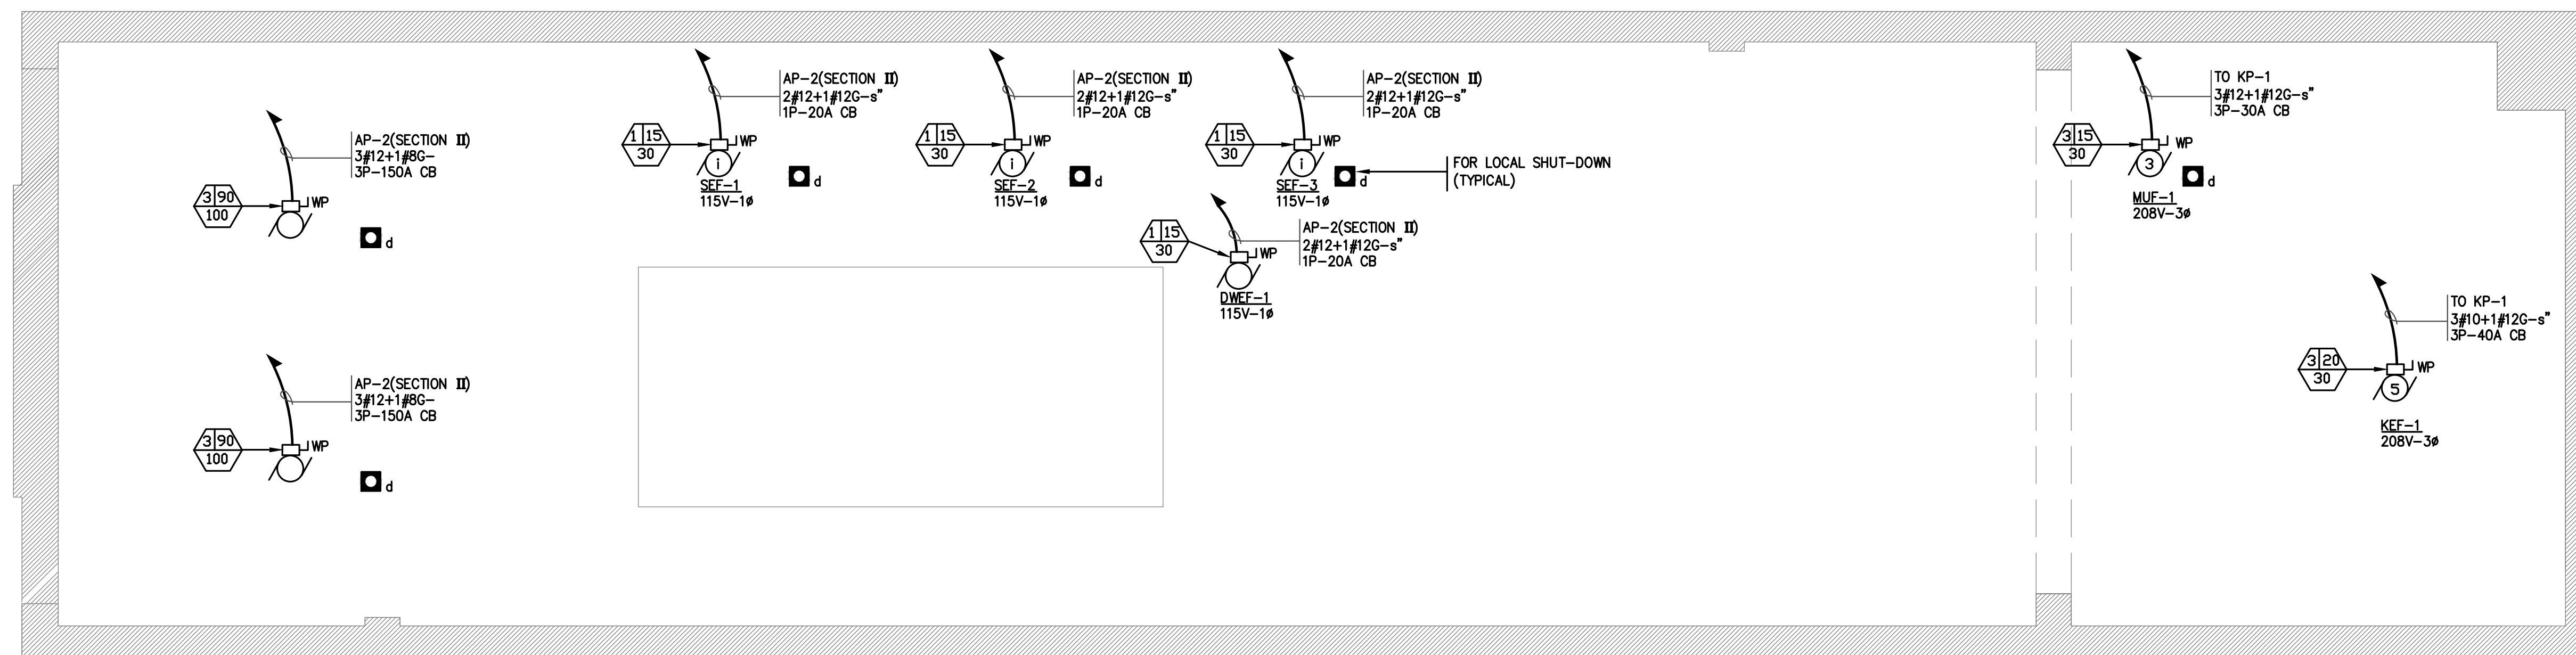 AP-2(SECTION II)
3#12+1#8G-
3P-150A CB
3 90
100
WP
d
AP-2(SECTION II)
3#12+1#8G-
3P-150A CB
3 90
100
WP
d
AP-2(SECTION II)
2#12+1#12G-s"
1P-20A CB
1 15
30
WP
i
d
SEF-1
115V-1ø
AP-2(SECTION II)
2#12+1#12G-s"
1P-20A CB
1 15
30
WP
i
d
SEF-2
115V-1ø
AP-2(SECTION II)
2#12+1#12G-s"
1P-20A CB
1 15
30
WP
i
d
SEF-3
115V-1ø
FOR LOCAL SHUT-DOWN
(TYPICAL)
AP-2(SECTION II)
2#12+1#12G-s"
1P-20A CB
1 15
30
WP
DWEF-1
115V-1ø
TO KP-1
3#12+1#12G-s"
3P-30A CB
3 15
30
WP
3
d
MUF-1
208V-3ø
TO KP-1
3#10+1#12G-s"
3P-40A CB
3 20
30
WP
5
KEF-1
208V-3ø